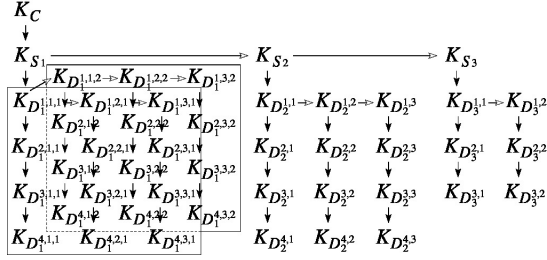 K_C
K_{S_1} K_{S_2} K_{S_3}
K_{D_1^{1,1,2}} K_{D_1^{1,2,2}} K_{D_1^{1,3,2}}
K_{D_1^{1,1,1}} K_{D_1^{1,2,1}} K_{D_1^{1,3,1}} K_{D_2^{1,1}} K_{D_2^{1,2}} K_{D_2^{1,3}} K_{D_3^{1,1}} K_{D_3^{1,2}}
K_{D_1^{2,1,2}} K_{D_1^{2,2,2}} K_{D_1^{2,3,2}}
K_{D_1^{2,1,1}} K_{D_1^{2,2,1}} K_{D_1^{2,3,1}} K_{D_2^{2,1}} K_{D_2^{2,2}} K_{D_2^{2,3}} K_{D_3^{2,1}} K_{D_3^{2,2}}
K_{D_1^{3,1,2}} K_{D_1^{3,2,2}} K_{D_1^{3,3,2}}
K_{D_1^{3,1,1}} K_{D_1^{3,2,1}} K_{D_1^{3,3,1}} K_{D_2^{3,1}} K_{D_2^{3,2}} K_{D_2^{3,3}} K_{D_3^{3,1}} K_{D_3^{3,2}}
K_{D_1^{4,1,2}} K_{D_1^{4,2,2}} K_{D_1^{4,3,2}}
K_{D_1^{4,1,1}} K_{D_1^{4,2,1}} K_{D_1^{4,3,1}} K_{D_2^{4,1}} K_{D_2^{4,2}} K_{D_2^{4,3}}